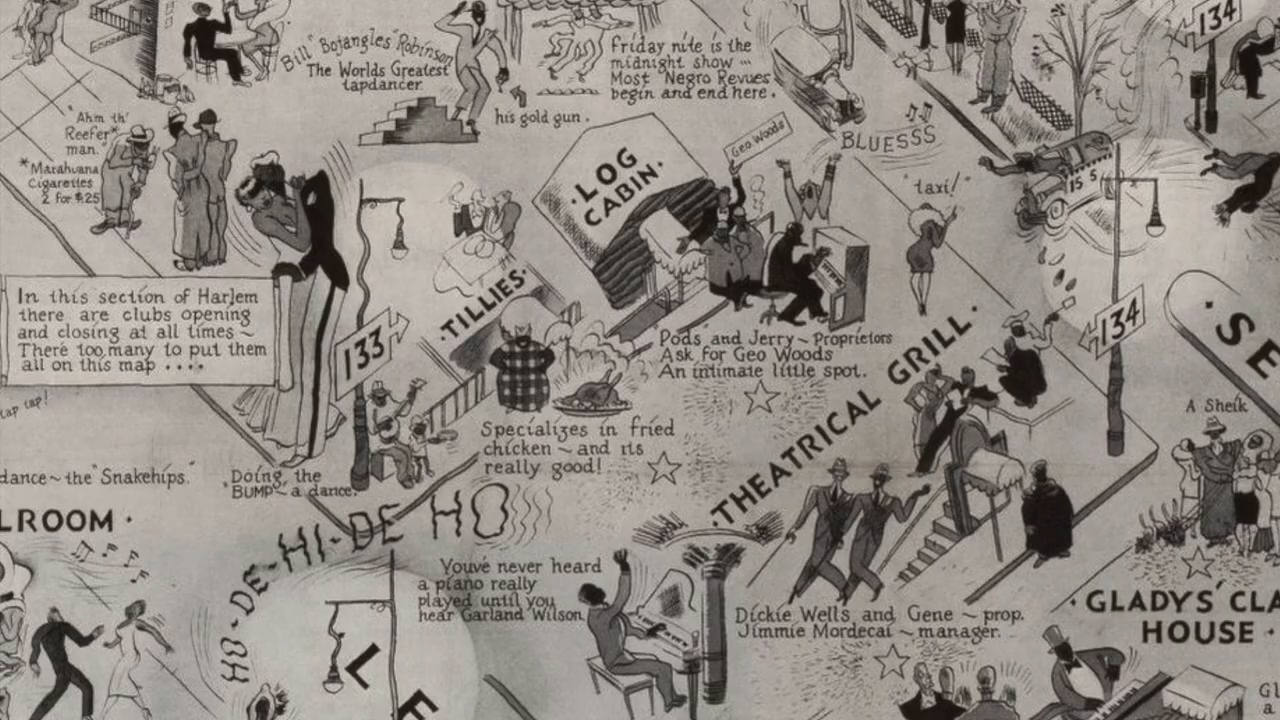 134
Bill "Bojangles" Robinson
The Worlds Greatest
tapdancer
his gold gun.
Friday nite is the
midnight show ~
Most Negro Revues
begin and end here.
BLUESSS
"Ahm th'
Reefer*
man.
*Marahuana
Cigarettes
2 for $.25
LOG
CABIN.
Geo Woods
"taxi!"
15 5
In this section of Harlem
there are clubs opening
and closing at all times ~
There too, many to put them
all on this map ....
133
·TILLIES·
"Pods" and Jerry ~ Proprietors
Ask for Geo Woods
An intimate little spot.
134
·SE
tap tap!
Specializes in fried
chicken ~ and its
really good!
·THEATRICAL GRILL·
A Sheik
dance ~ the "Snakehips."
Doing the
BUMP ~ a dance.
LROOM ·
HO-DE-HI-DE HO
Youve never heard
a piano really
played until you
hear Garland Wilson.
Dickie Wells and Gene ~ prop.
Jimmie Mordecai ~ manager.
· GLADYS' CLA
HOUSE ·
LE
Gl
a